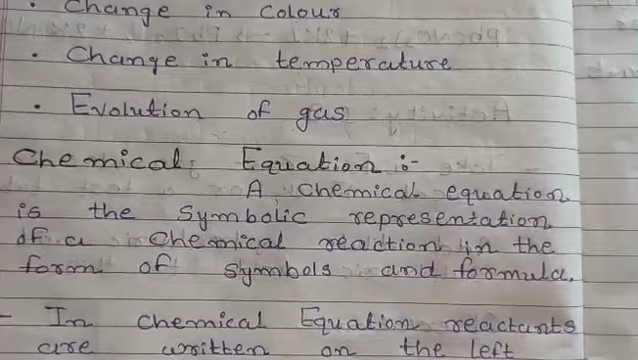 • Change in Colour
• Change in temperature
• Evolution of gas
Chemical Equation :-
A chemical equation
is the symbolic representation
of a chemical reaction in the
form of symbols and formula.
- In chemical Equation reactants
are written on the left